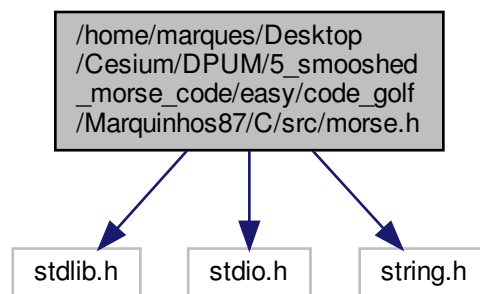 /home/marques/Desktop
/Cesium/DPUM/5_smooshed
_morse_code/easy/code_golf
/Marquinhos87/C/src/morse.h
stdlib.h
stdio.h
string.h